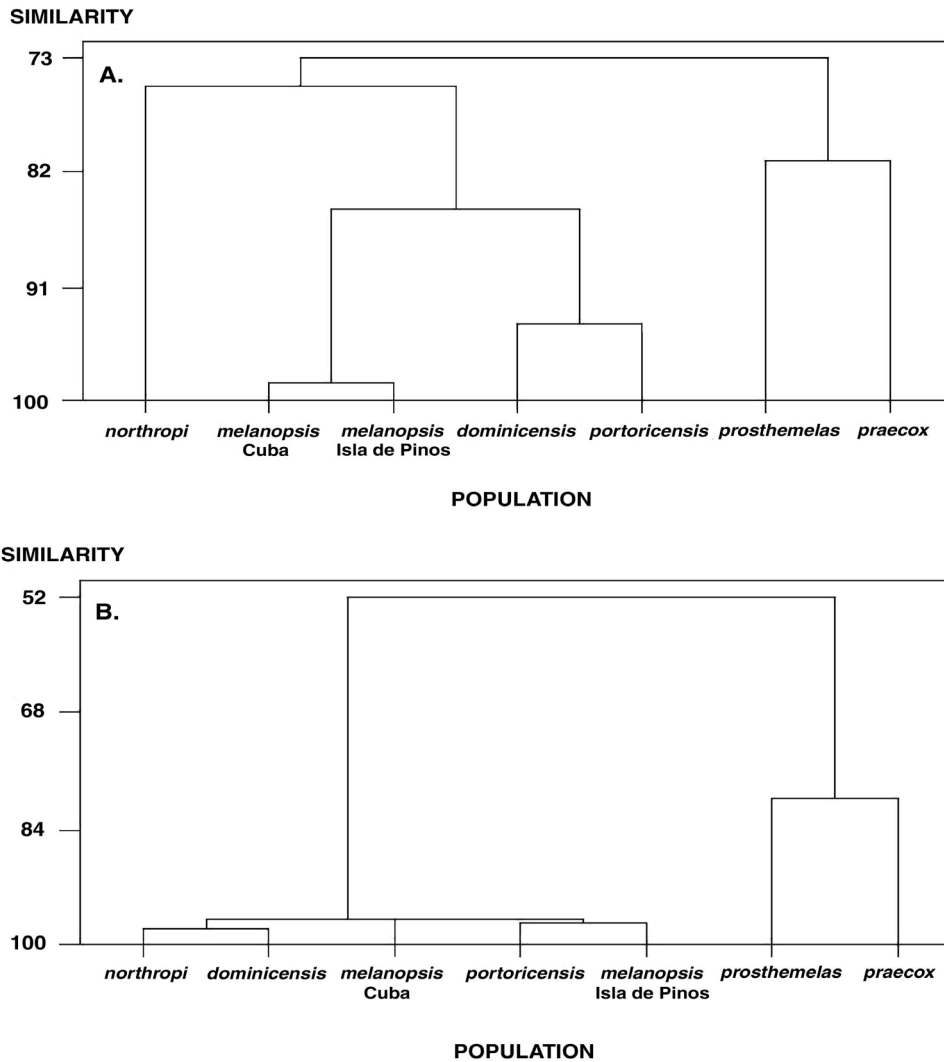 SIMILARITY
73
A.
82
91
100
northropi melanopsis melanopsis dominicensis portoricensis prosthemelas praecox
Cuba Isla de Pinos
POPULATION
SIMILARITY
52
B.
68
84
100
northropi dominicensis melanopsis portoricensis melanopsis prosthemelas praecox
Cuba Isla de Pinos
POPULATION